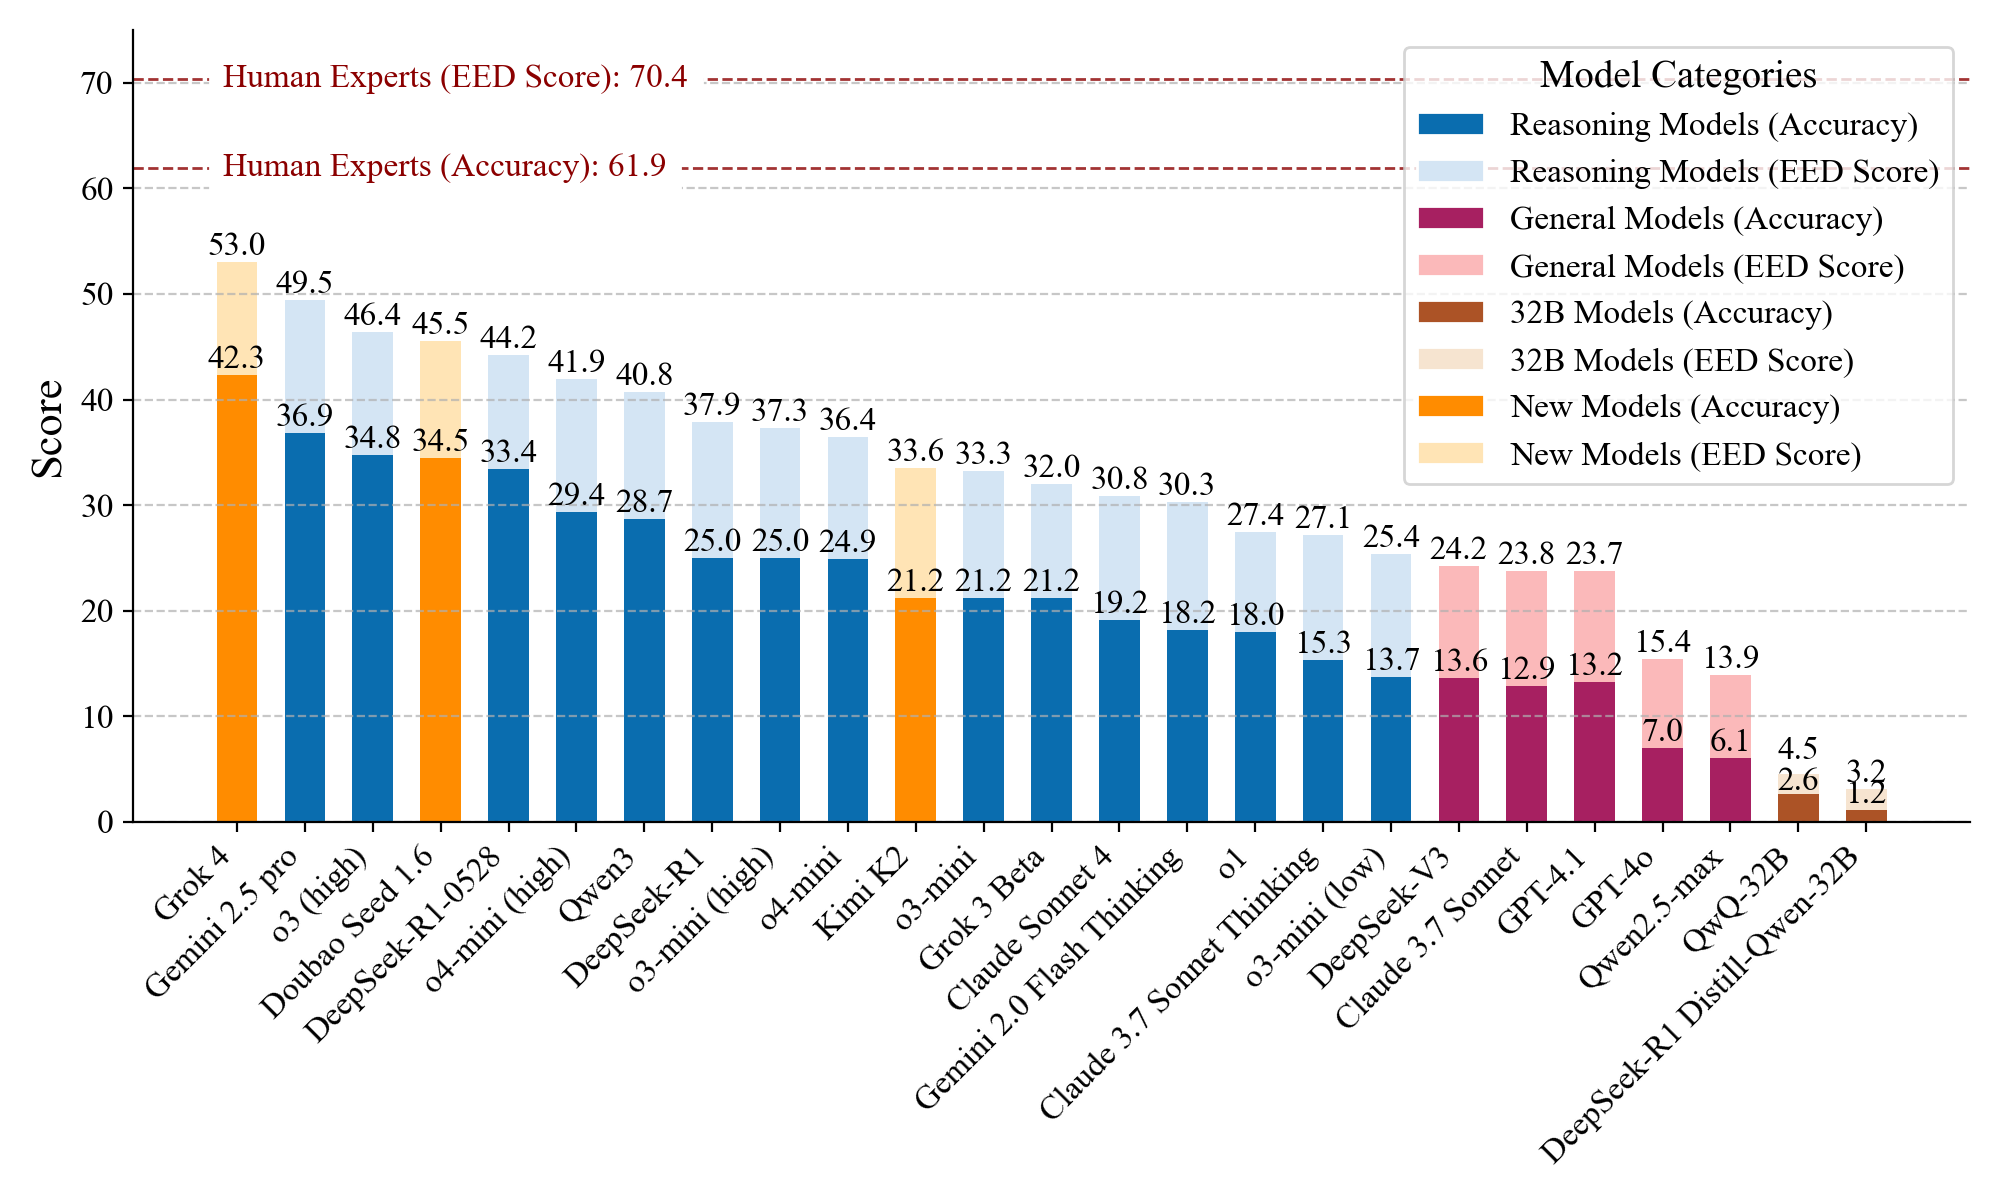 Score
70
60
50
40
30
20
10
0
Human Experts (EED Score): 70.4
Human Experts (Accuracy): 61.9
Model Categories
Reasoning Models (Accuracy)
Reasoning Models (EED Score)
General Models (Accuracy)
General Models (EED Score)
32B Models (Accuracy)
32B Models (EED Score)
New Models (Accuracy)
New Models (EED Score)
53.0
42.3
49.5
36.9
46.4
34.8
45.5
34.5
44.2
33.4
41.9
29.4
40.8
28.7
37.9
25.0
37.3
25.0
36.4
24.9
33.6
21.2
33.3
21.2
32.0
21.2
30.8
19.2
30.3
18.2
27.4
18.0
27.1
15.3
25.4
13.7
24.2
13.6
23.8
12.9
23.7
13.2
15.4
7.0
13.9
6.1
4.5
2.6
3.2
1.2
Grok 4
Gemini 2.5 pro
o3 (high)
Doubao Seed 1.6
DeepSeek-R1-0528
o4-mini (high)
Qwen3
DeepSeek-R1
o3-mini (high)
o4-mini
Kimi K2
o3-mini
Grok 3 Beta
Claude Sonnet 4
Gemini 2.0 Flash Thinking
o1
Claude 3.7 Sonnet Thinking
o3-mini (low)
DeepSeek-V3
Claude 3.7 Sonnet
GPT-4.1
GPT-4o
Qwen2.5-max
QwQ-32B
DeepSeek-R1 Distill-Qwen-32B